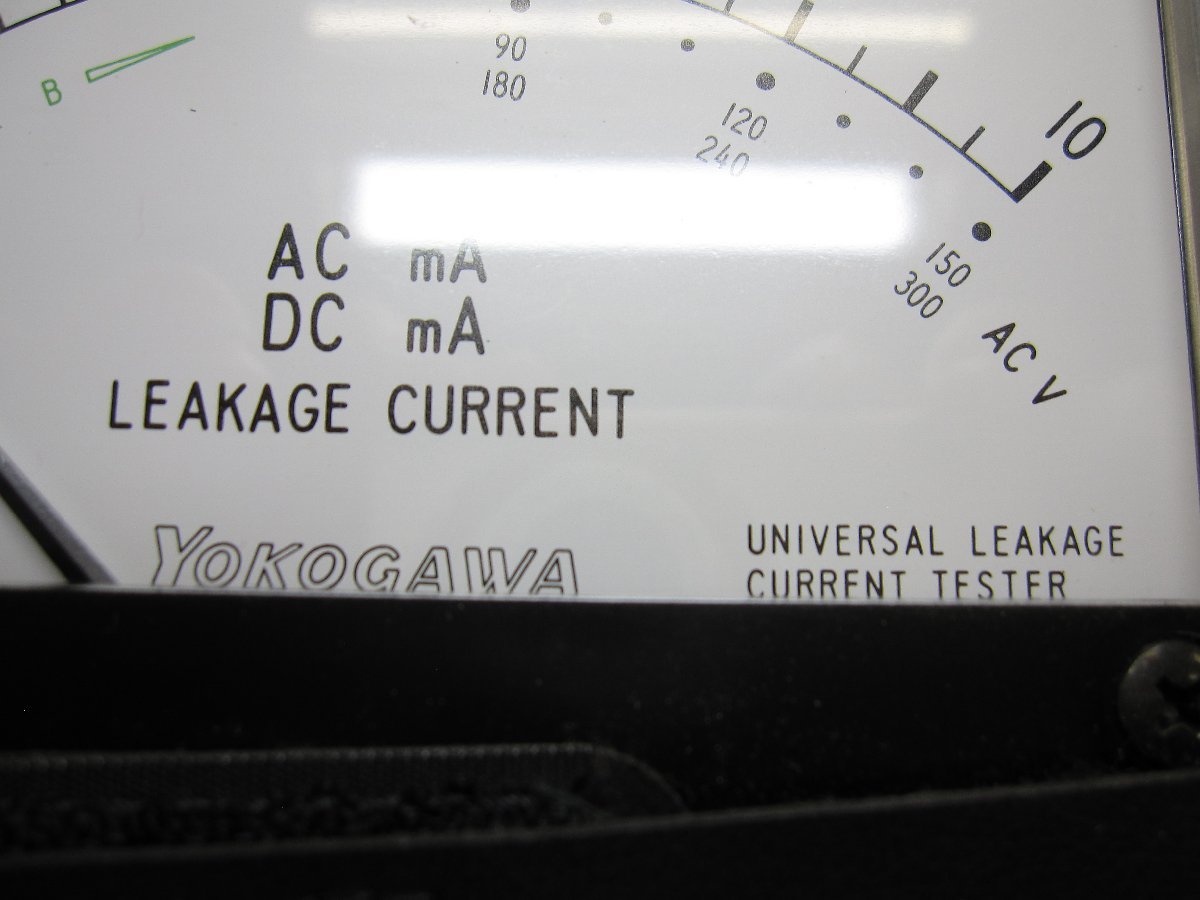 B
90
180
120
240
10
150
300
AC V
AC mA
DC mA
LEAKAGE CURRENT
YOKOGAWA
UNIVERSAL LEAKAGE
CURRENT TESTER